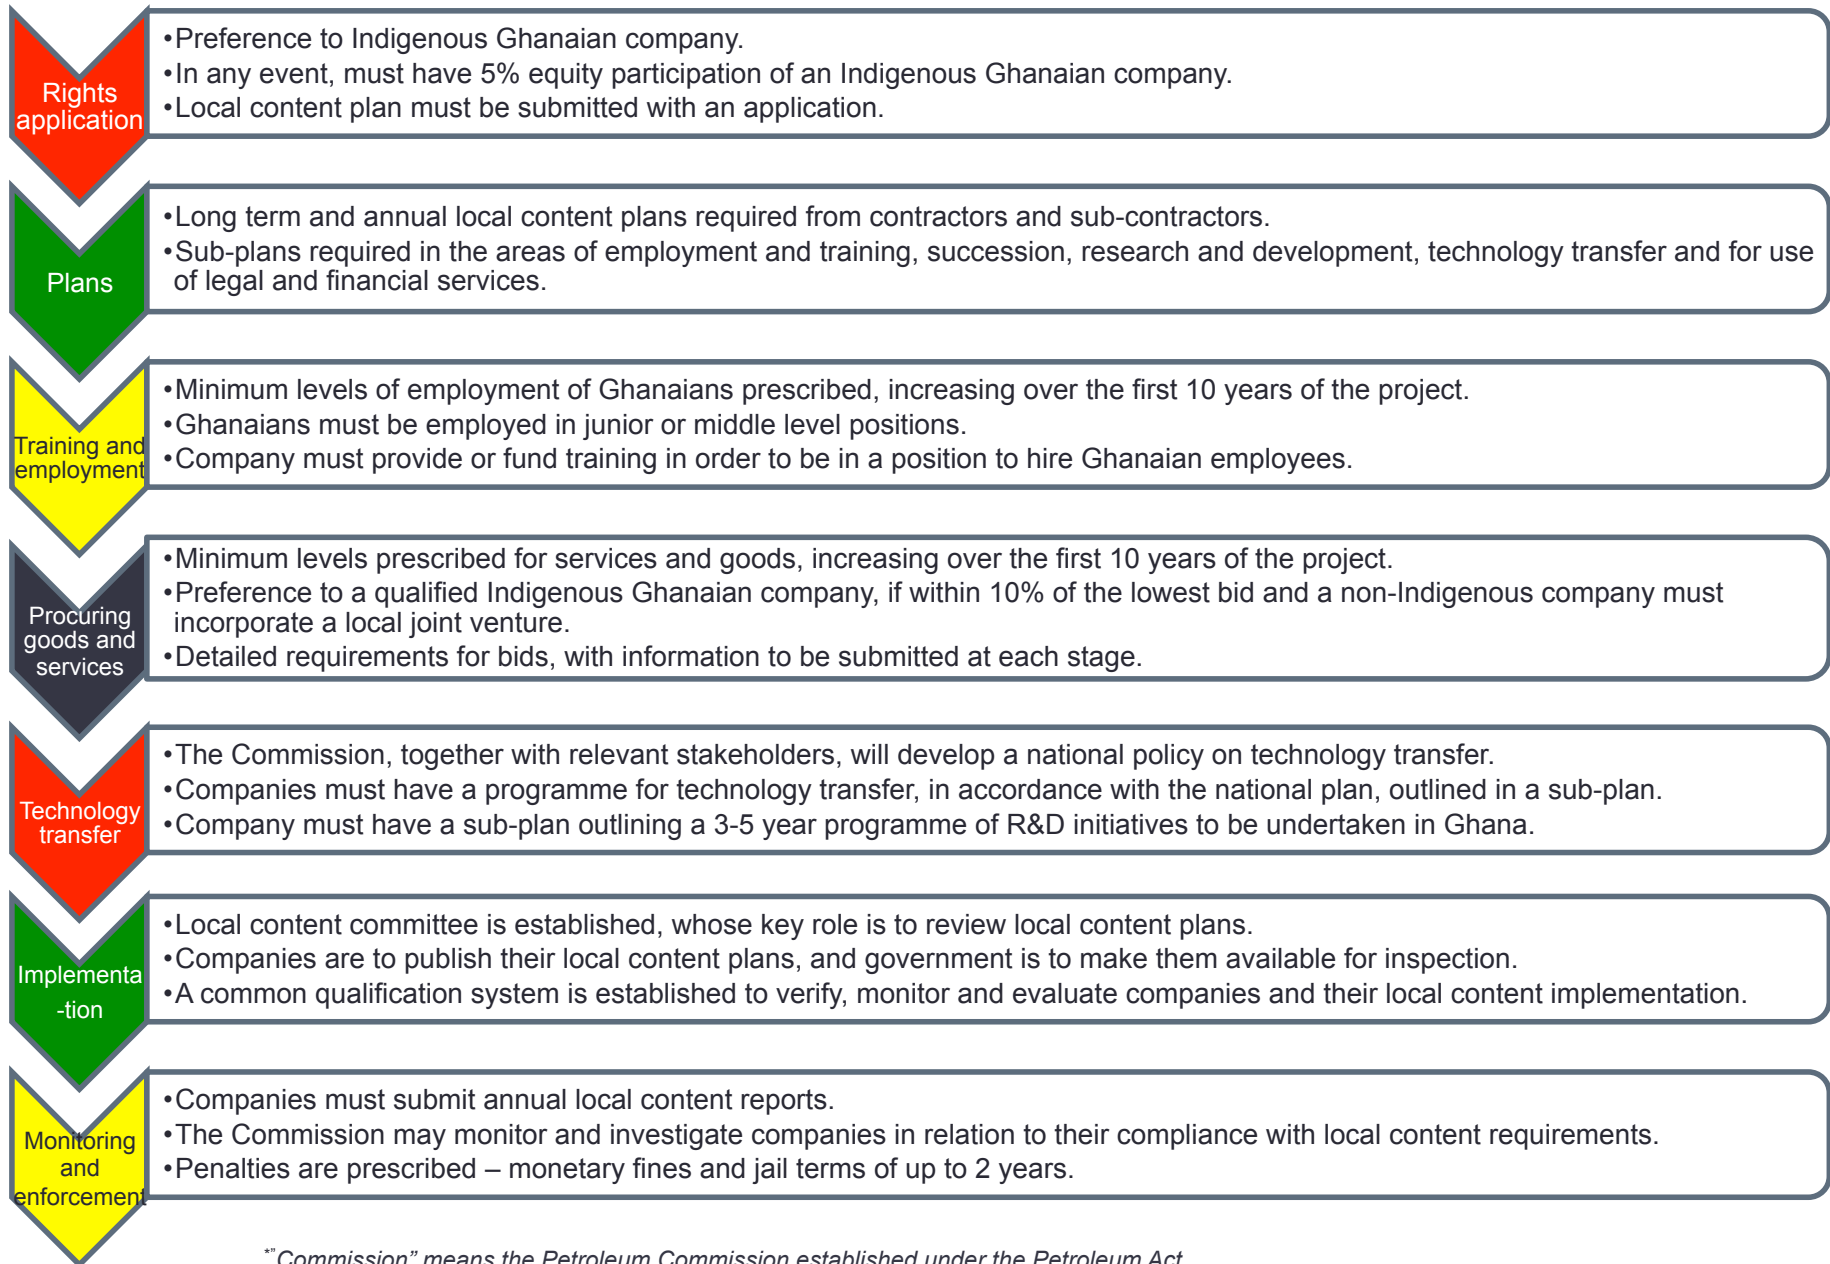 Rights
application
•Preference to Indigenous Ghanaian company.
•In any event, must have 5% equity participation of an Indigenous Ghanaian company.
•Local content plan must be submitted with an application.
Plans
•Long term and annual local content plans required from contractors and sub-contractors.
•Sub-plans required in the areas of employment and training, succession, research and development, technology transfer and for use
of legal and financial services.
Training and
employment
•Minimum levels of employment of Ghanaians prescribed, increasing over the first 10 years of the project.
•Ghanaians must be employed in junior or middle level positions.
•Company must provide or fund training in order to be in a position to hire Ghanaian employees.
Procuring
goods and
services
•Minimum levels prescribed for services and goods, increasing over the first 10 years of the project.
•Preference to a qualified Indigenous Ghanaian company, if within 10% of the lowest bid and a non-Indigenous company must
incorporate a local joint venture.
•Detailed requirements for bids, with information to be submitted at each stage.
Technology
transfer
•The Commission, together with relevant stakeholders, will develop a national policy on technology transfer.
•Companies must have a programme for technology transfer, in accordance with the national plan, outlined in a sub-plan.
•Company must have a sub-plan outlining a 3-5 year programme of R&D initiatives to be undertaken in Ghana.
Implementa
-tion
•Local content committee is established, whose key role is to review local content plans.
•Companies are to publish their local content plans, and government is to make them available for inspection.
•A common qualification system is established to verify, monitor and evaluate companies and their local content implementation.
Monitoring
and
enforcement
•Companies must submit annual local content reports.
•The Commission may monitor and investigate companies in relation to their compliance with local content requirements.
•Penalties are prescribed – monetary fines and jail terms of up to 2 years.
*"Commission" means the Petroleum Commission established under the Petroleum Act